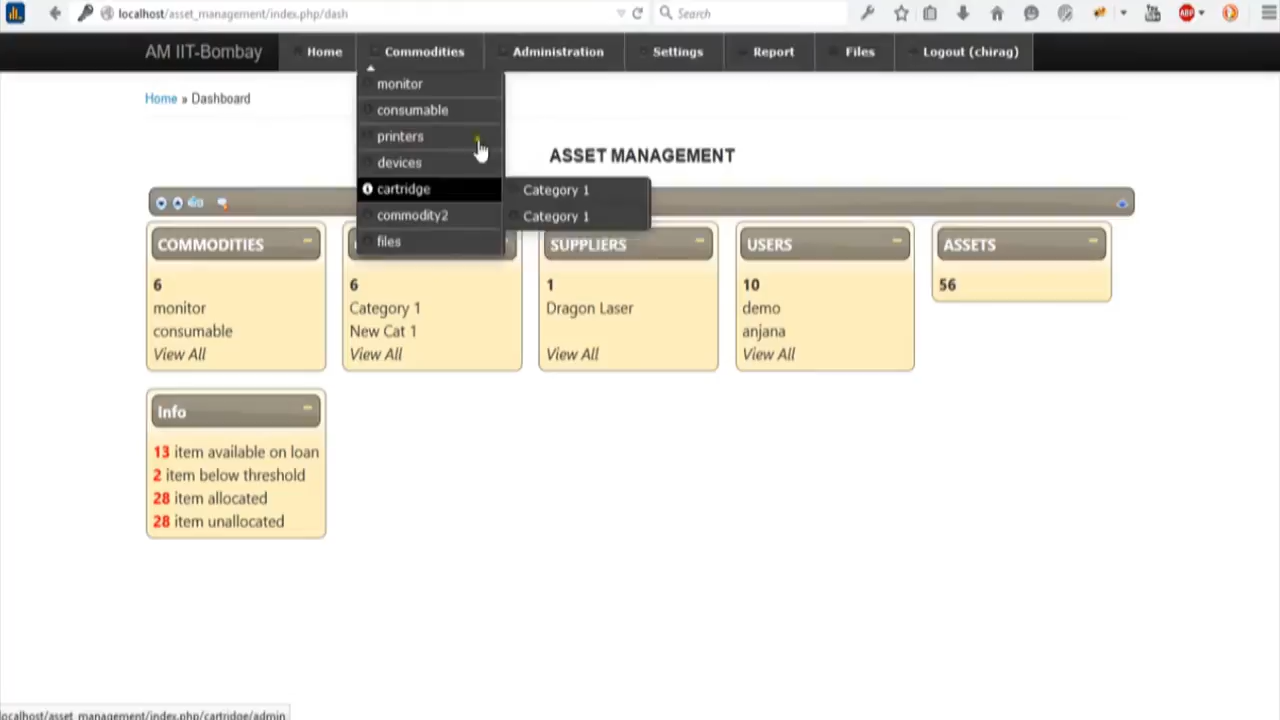 localhost/asset_management/index.php/dash
Search
AM IIT-Bombay
Home
Commodities
Administration
Settings
Report
Files
Logout (chirag)
monitor
consumable
printers
devices
cartridge
commodity2
files
Category 1
Category 1
Home » Dashboard
ASSET MANAGEMENT
COMMODITIES
6
monitor
consumable
View All
6
Category 1
New Cat 1
View All
SUPPLIERS
1
Dragon Laser
View All
USERS
10
demo
anjana
View All
ASSETS
56
Info
13 item available on loan
2 item below threshold
28 item allocated
28 item unallocated
localhost/asset_management/index.php/cartridge/admin